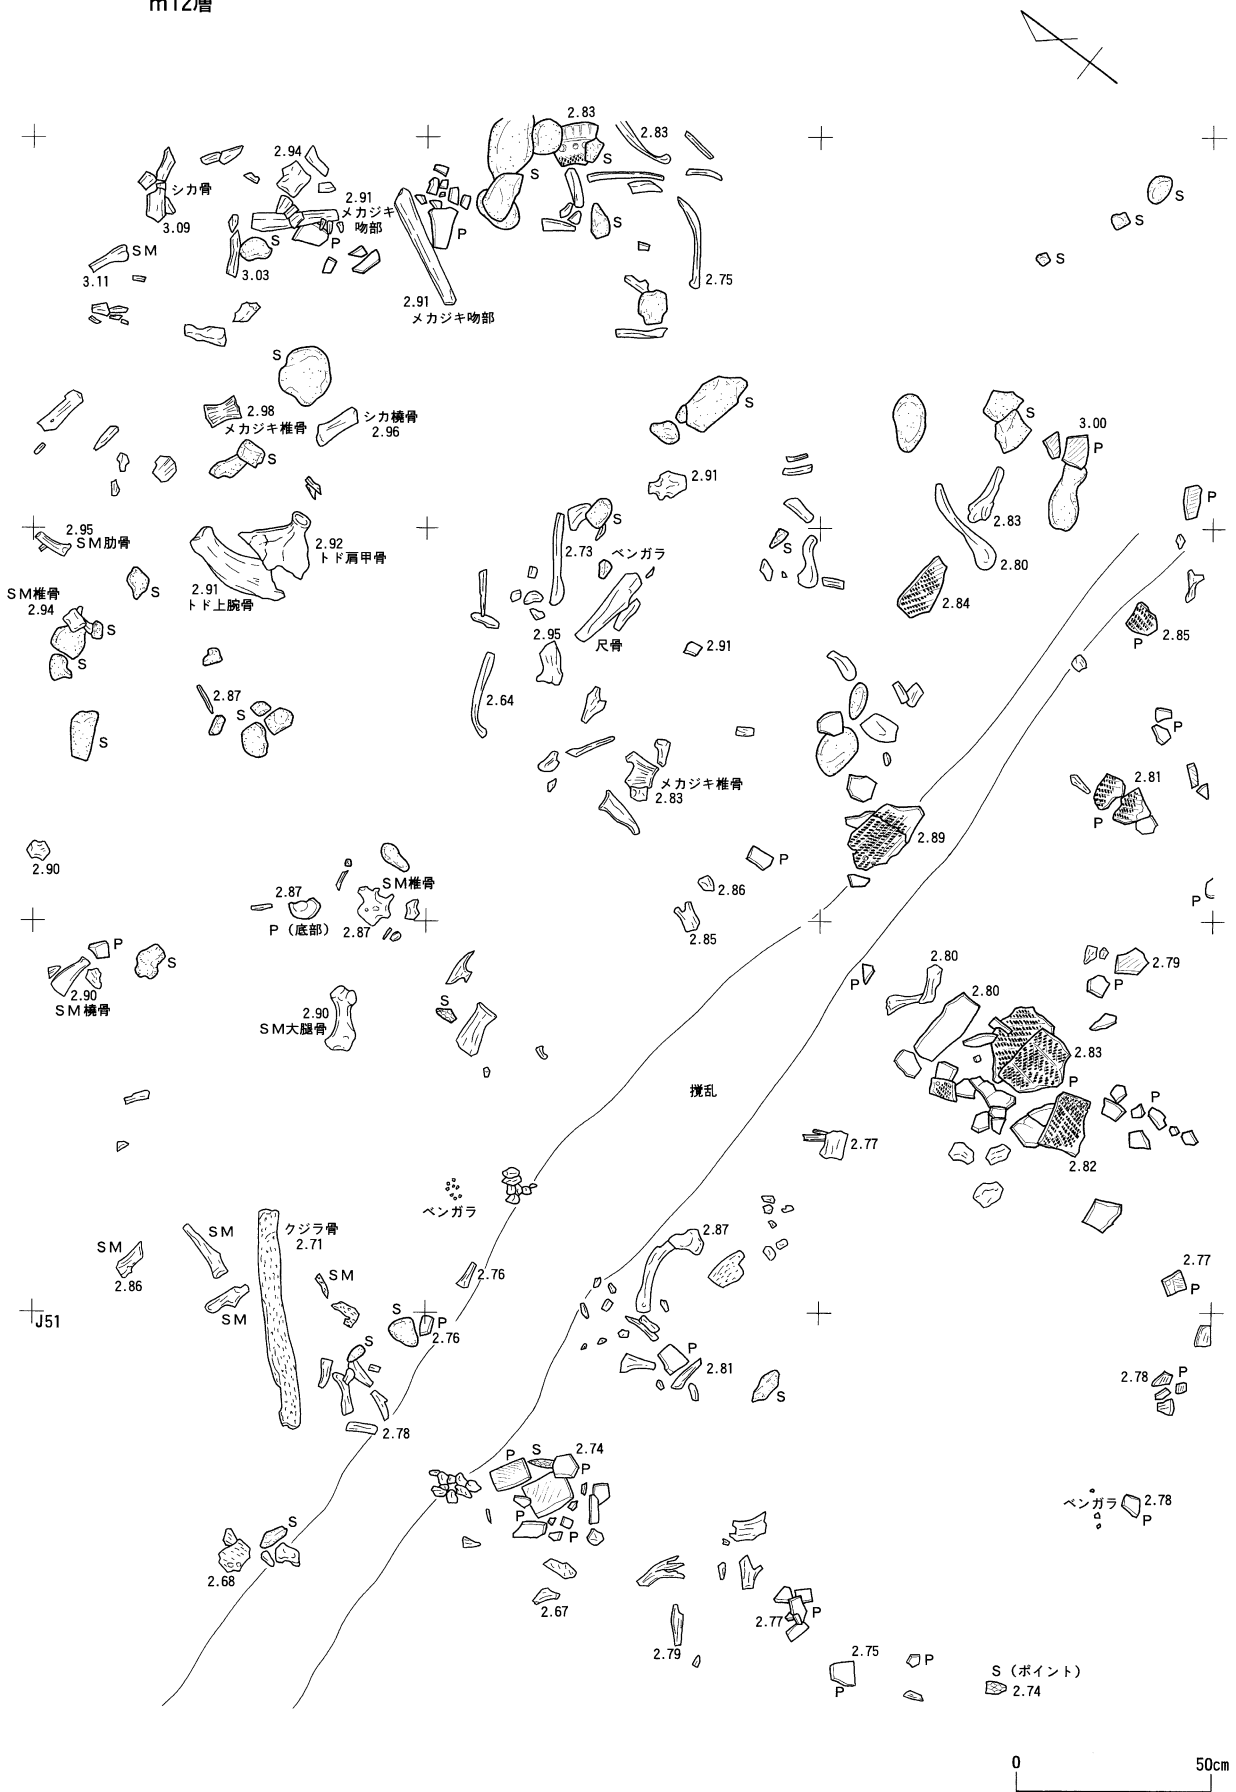 m12層
2.83
2.83
S
S
2.94
シカ骨
3.09
2.91
メカジキ
吻部
S
P
P
S
S
S
S
SM
3.11
3.03
2.75
2.91
メカジキ吻部
S
S
2.98
メカジキ椎骨
シカ橈骨
2.96
S
S
3.00
P
S
2.91
P
2.83
2.80
2.95
SM肋骨
2.92
トド肩甲骨
2.91
トド上腕骨
S
2.73
ベンガラ
S
2.84
SM椎骨
2.94
S
S
S
2.95
尺骨
2.91
2.85
P
2.87
S
S
2.64
P
メカジキ椎骨
2.83
2.81
P
2.89
2.90
2.87
P（底部）
SM椎骨
2.87
P
2.86
2.85
P
P
S
2.90
SM橈骨
2.90
SM大腿骨
S
P
2.80
2.80
2.79
P
2.83
P
P
2.82
攪乱
2.77
ベンガラ
クジラ骨
2.71
SM
SM
2.86
SM
SM
2.76
2.87
2.77
P
J51
S
P
2.76
S
P
2.81
S
2.78
P
2.78
P
S
2.74
P
P
P
ベンガラ
2.78
P
S
2.68
2.67
2.77
P
2.79
2.75
P
P
S（ポイント）
2.74
0
50cm